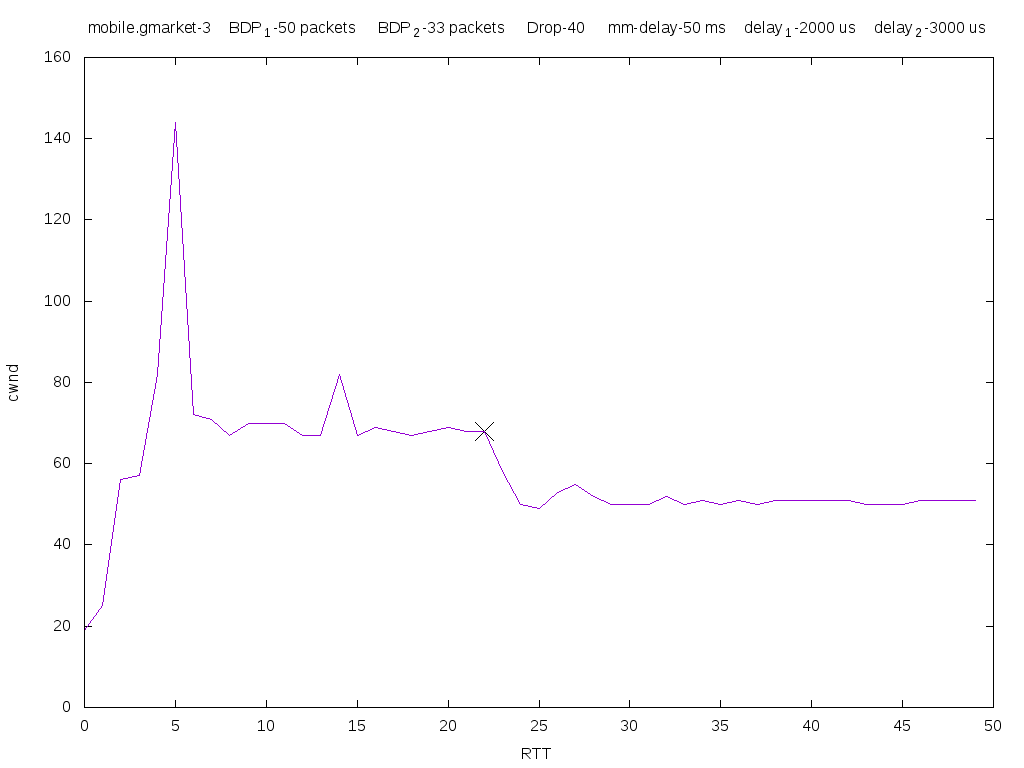 mobile.gmarket-3 BDP1-50 packets BDP2-33 packets Drop-40 mm-delay-50 ms delay1-2000 us delay2-3000 us
160
140
120
100
80
60
40
20
0
cwnd
0 5 10 15 20 25 30 35 40 45 50
RTT